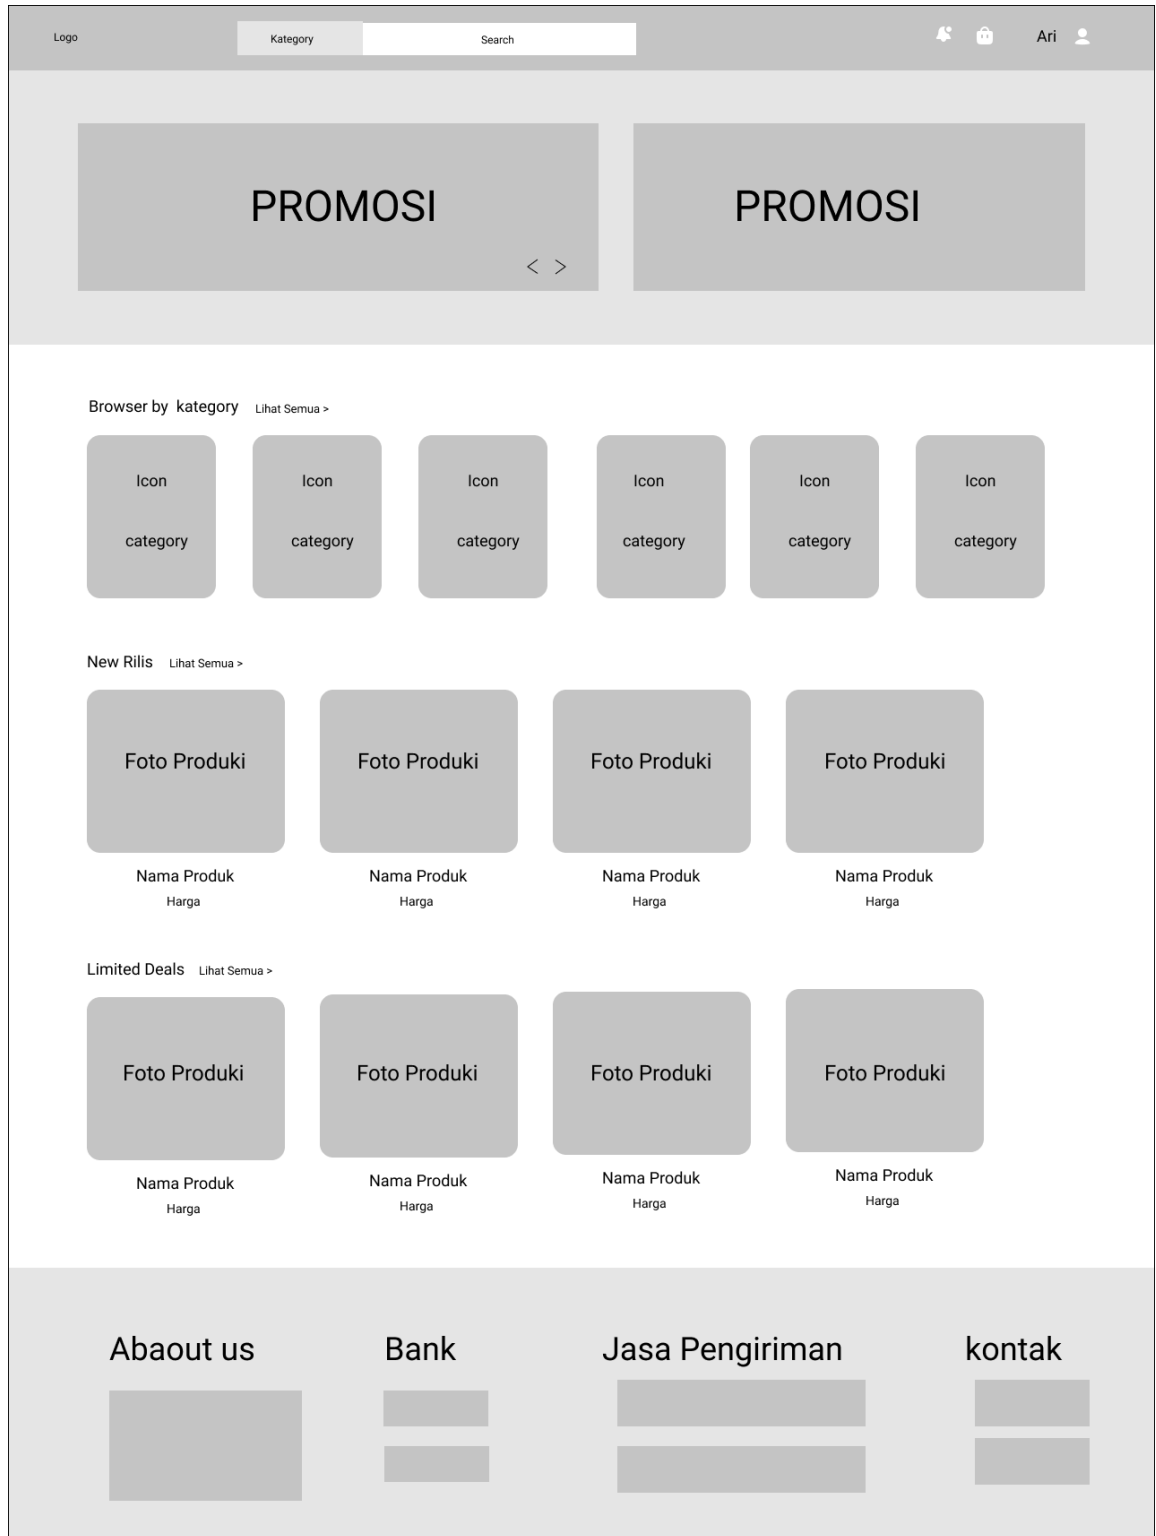 Logo
Kategory
Search
Ari
PROMOSI
PROMOSI
< >
Browser by kategory
Lihat Semua >
Icon
category
Icon
category
Icon
category
Icon
category
Icon
category
Icon
category
New Rilis
Lihat Semua >
Foto Produki
Nama Produk
Harga
Foto Produki
Nama Produk
Harga
Foto Produki
Nama Produk
Harga
Foto Produki
Nama Produk
Harga
Limited Deals
Lihat Semua >
Foto Produki
Nama Produk
Harga
Foto Produki
Nama Produk
Harga
Foto Produki
Nama Produk
Harga
Foto Produki
Nama Produk
Harga
Abaout us
Bank
Jasa Pengiriman
kontak